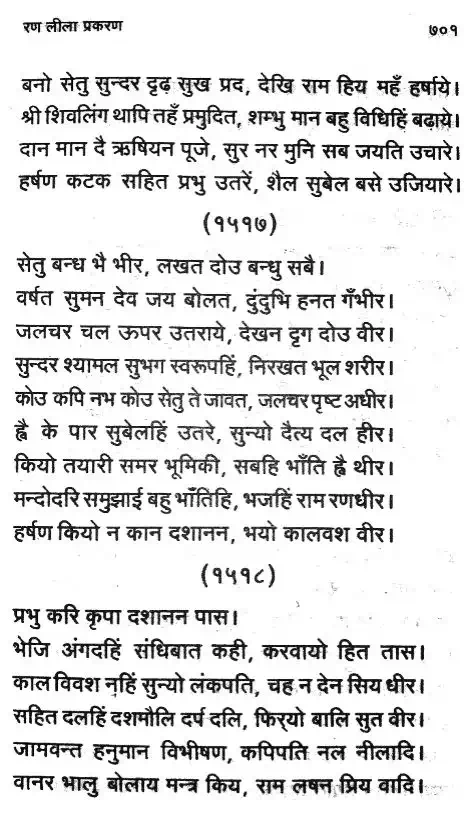 रण लीला प्रकरण
७०१
बनो सेतु सुन्दर दृढ़ सुख प्रद, देखि राम हिय महँ हर्षाये।
श्री शिवलिंग थापि तहँ प्रमुदित, शम्भु मान बहु विधिहिं बढ़ाये।
दान मान दै ऋषियन पूजे, सुर नर मुनि सब जयति उचारे।
हर्षण कटक सहित प्रभु उतरें, शैल सुबेल बसे उजियारे।
(१५१७)
सेतु बन्ध भै भीर, लखत दोउ बन्धु सबै।
वर्षत सुमन देव जय बोलत, दुंदुभि हनत गँभीर।
जलचर चल ऊपर उतराये, देखन दृग दोउ वीर।
सुन्दर श्यामल सुभग स्वरूपहिं, निरखत भूल शरीर।
कोउ कपि नभ कोउ सेतु ते जावत, जलचर पृष्ट अधीर।
ह्वै के पार सुबेलहिं उतरे, सुन्यो दैत्य दल हीर।
कियो तयारी समर भूमिकी, सबहि भाँति ह्वै थीर।
मन्दोदरि समुझाई बहु भाँतिहि, भजहिं राम रणधीर।
हर्षण कियो न कान दशानन, भयो कालवश वीर।
(१५१८)
प्रभु करि कृपा दशानन पास।
भेजि अंगदहिं संधिबात कही, करवायो हित तास।
काल विवश नहिं सुन्यो लंकपति, चह न देन सिय धीर।
सहित दलहिं दशमौलि दर्प दलि, फिर्‌यो बालि सुत वीर।
जामवन्त हनुमान विभीषण, कपिपति नल नीलादि।
वानर भालु बोलाय मन्त्र किय, राम लषन प्रिय वादि।